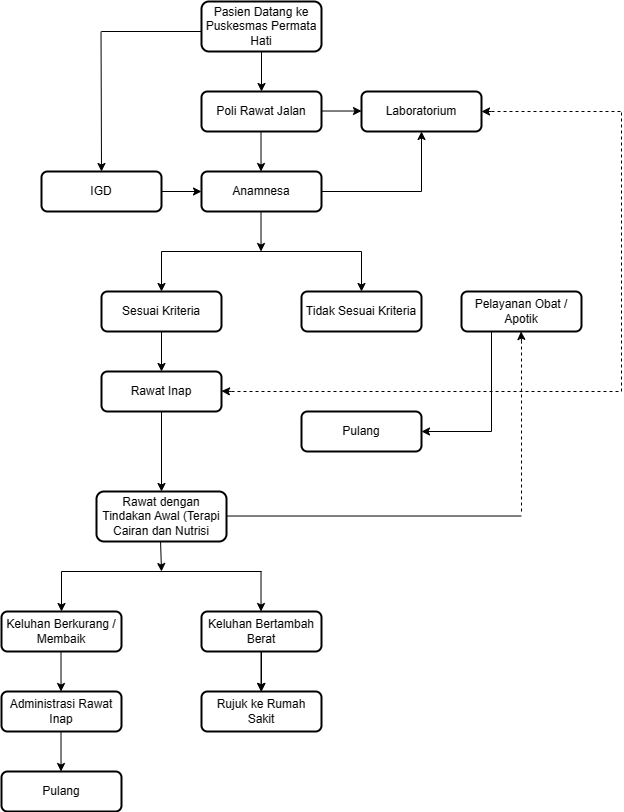 Pasien Datang ke
Puskesmas Permata
Hati
Poli Rawat Jalan
Laboratorium
IGD
Anamnesa
Sesuai Kriteria
Tidak Sesuai Kriteria
Pelayanan Obat /
Apotik
Rawat Inap
Pulang
Rawat dengan
Tindakan Awal (Terapi
Cairan dan Nutrisi
Keluhan Berkurang /
Membaik
Keluhan Bertambah
Berat
Administrasi Rawat
Inap
Rujuk ke Rumah
Sakit
Pulang